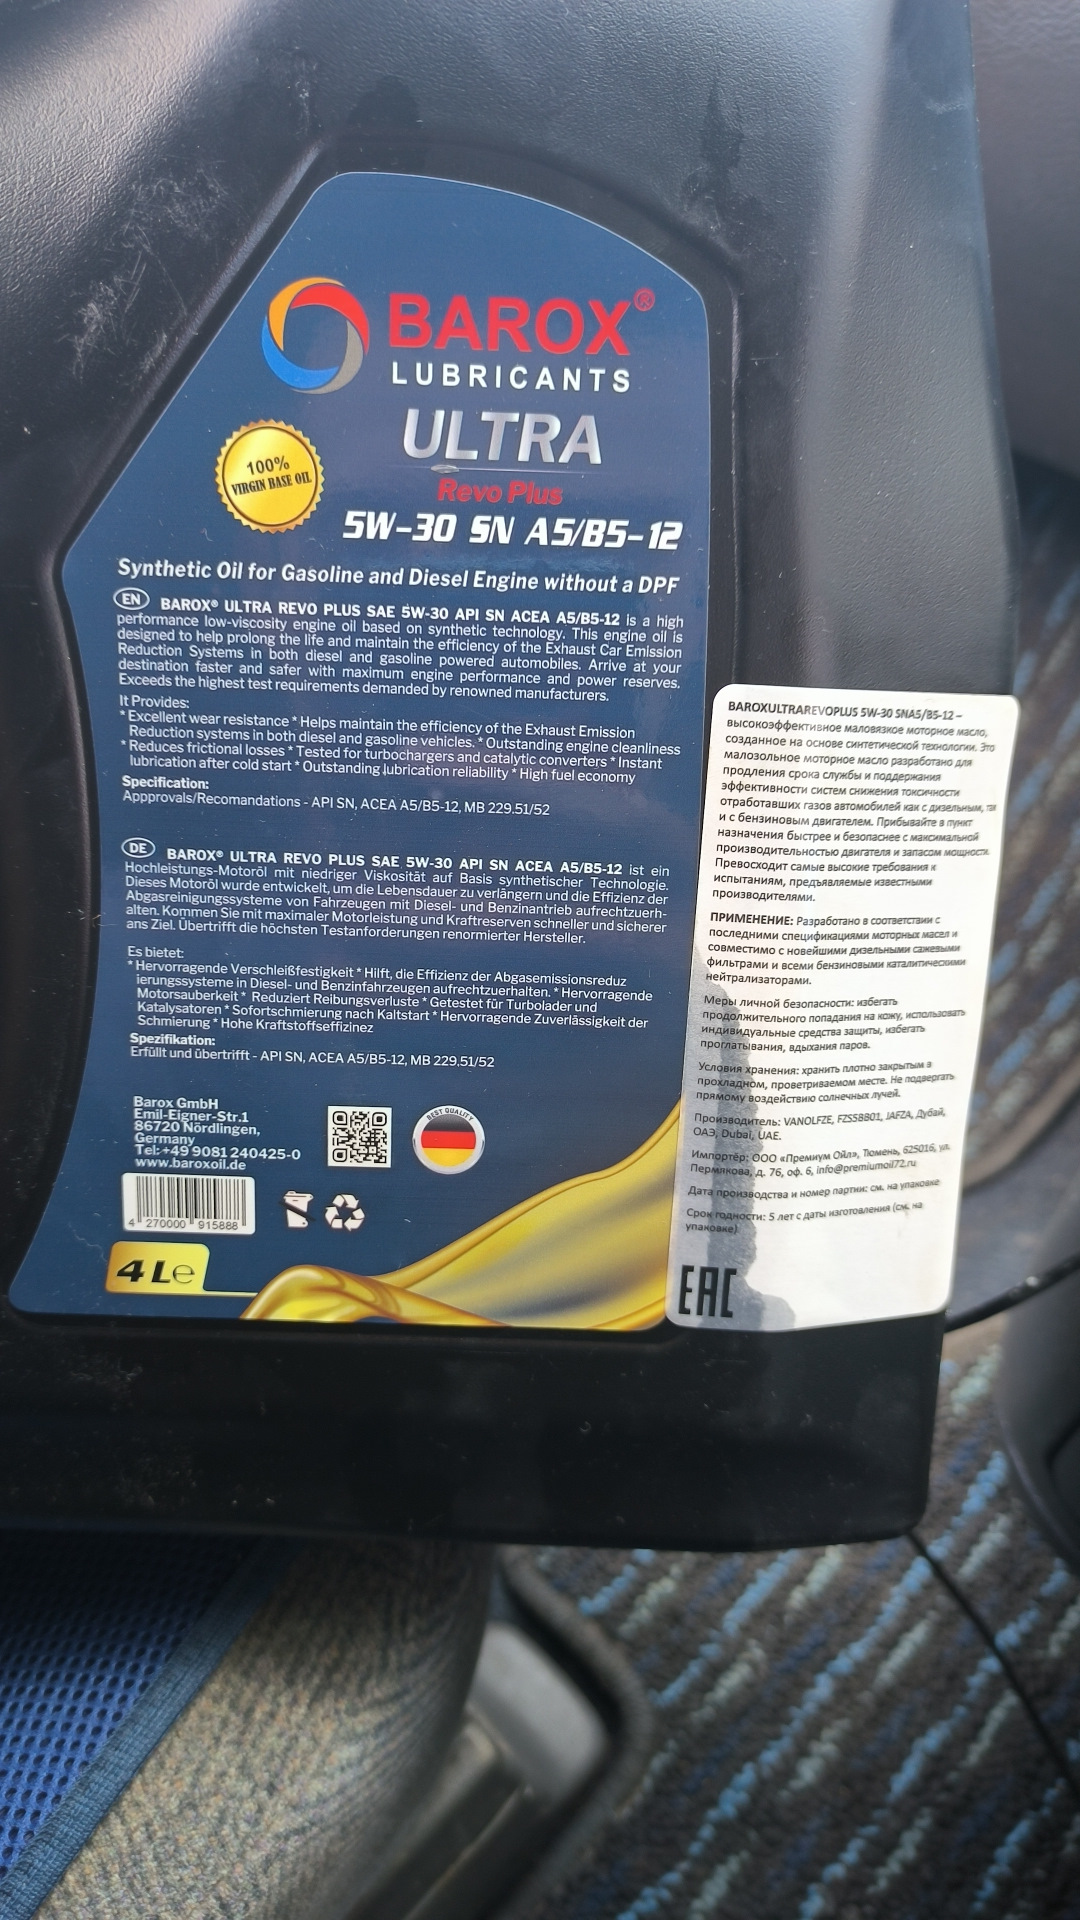 BAROX®
LUBRICANTS
ULTRA
100%
VIRGIN BASE OIL
Revo Plus
5W-30 SN A5/B5-12
Synthetic Oil for Gasoline and Diesel Engine without a DPF
EN BAROX® ULTRA REVO PLUS SAE 5W-30 API SN ACEA A5/B5-12 is a high
performance low-viscosity engine oil based on synthetic technology. This engine oil is
designed to help prolong the life and maintain the efficiency of the Exhaust Car Emission
Reduction Systems in both diesel and gasoline powered automobiles. Arrive at your
destination faster and safer with maximum engine performance and power reserves.
Exceeds the highest test requirements demanded by renowned manufacturers.
It Provides:
* Excellent wear resistance * Helps maintain the efficiency of the Exhaust Emission
Reduction systems in both diesel and gasoline vehicles. * Outstanding engine cleanliness
* Reduces frictional losses * Tested for turbochargers and catalytic converters * Instant
lubrication after cold start * Outstanding lubrication reliability * High fuel economy
Specification:
Appprovals/Recomandations - API SN, ACEA A5/B5-12, MB 229.51/52
DE BAROX® ULTRA REVO PLUS SAE 5W-30 API SN ACEA A5/B5-12 ist ein
Hochleistungs-Motoröl mit niedriger Viskosität auf Basis synthetischer Technologie.
Dieses Motoröl wurde entwickelt, um die Lebensdauer zu verlängern und die Effizienz der
Abgasreinigungssysteme von Fahrzeugen mit Diesel- und Benzinantrieb aufrechtzuerh-
alten. Kommen Sie mit maximaler Motorleistung und Kraftreserven schneller und sicherer
ans Ziel. Übertrifft die höchsten Testanforderungen renormierter Hersteller.
Es bietet:
* Hervorragende Verschleißfestigkeit * Hilft, die Effizienz der Abgasemissionsreduz
ierungssysteme in Diesel- und Benzinfahrzeugen aufrechtzuerhalten. * Hervorragende
Motorsauberkeit * Reduziert Reibungsverluste * Getestet für Turbolader und
Katalysatoren * Sofortschmierung nach Kaltstart * Hervorragende Zuverlässigkeit der
Schmierung * Hohe Kraftstoffseffizinez
Spezifikation:
Erfüllt und übertrifft - API SN, ACEA A5/B5-12, MB 229.51/52
Barox GmbH
Emil-Eigner-Str.1
86720 Nördlingen,
Germany
Tel:+49 9081 240425-0
www.baroxoil.de
BEST QUALITY
4 270000 915888
4 Le
BAROXULTRAREVOPLUS 5W-30 SNA5/B5-12 –
высокоэффективное маловязкое моторное масло,
созданное на основе синтетической технологии. Это
малозольное моторное масло разработано для
продления срока службы и поддержания
эффективности систем снижения токсичности
отработавших газов автомобилей как с дизельным, так
и с бензиновым двигателем. Прибывайте в пункт
назначения быстрее и безопаснее с максимальной
производительностью двигателя и запасом мощности.
Превосходит самые высокие требования к
испытаниям, предъявляемые известными
производителями.
ПРИМЕНЕНИЕ: Разработано в соответствии с
последними спецификациями моторных масел и
совместимо с новейшими дизельными сажевыми
фильтрами и всеми бензиновыми каталитическими
нейтрализаторами.
Меры личной безопасности: избегать
продолжительного попадания на кожу, использовать
индивидуальные средства защиты, избегать
проглатывания, вдыхания паров.
Условия хранения: хранить плотно закрытым в
прохладном, проветриваемом месте. Не подвергать
прямому воздействию солнечных лучей.
Производитель: VANOLFZE, FZS5BB01, JAFZA, Дубай,
ОАЭ, Dubai, UAE.
Импортёр: ООО «Премиум Ойл», Тюмень, 625016, ул.
Пермякова, д. 76, оф. 6, info@premiumoil72.ru
Дата производства и номер партии: см. на упаковке
Срок годности: 5 лет с даты изготовления (см. на
упаковке)
EAC